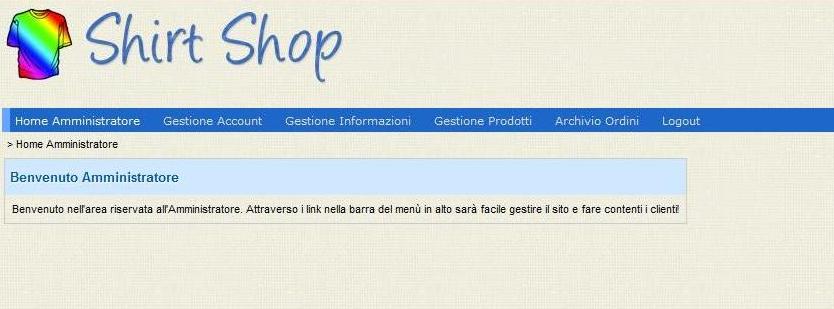 Shirt Shop
Home Amministratore Gestione Account Gestione Informazioni Gestione Prodotti Archivio Ordini Logout
> Home Amministratore
Benvenuto Amministratore
Benvenuto nell'area riservata all'Amministratore. Attraverso i link nella barra del menù in alto sarà facile gestire il sito e fare contenti i clienti!